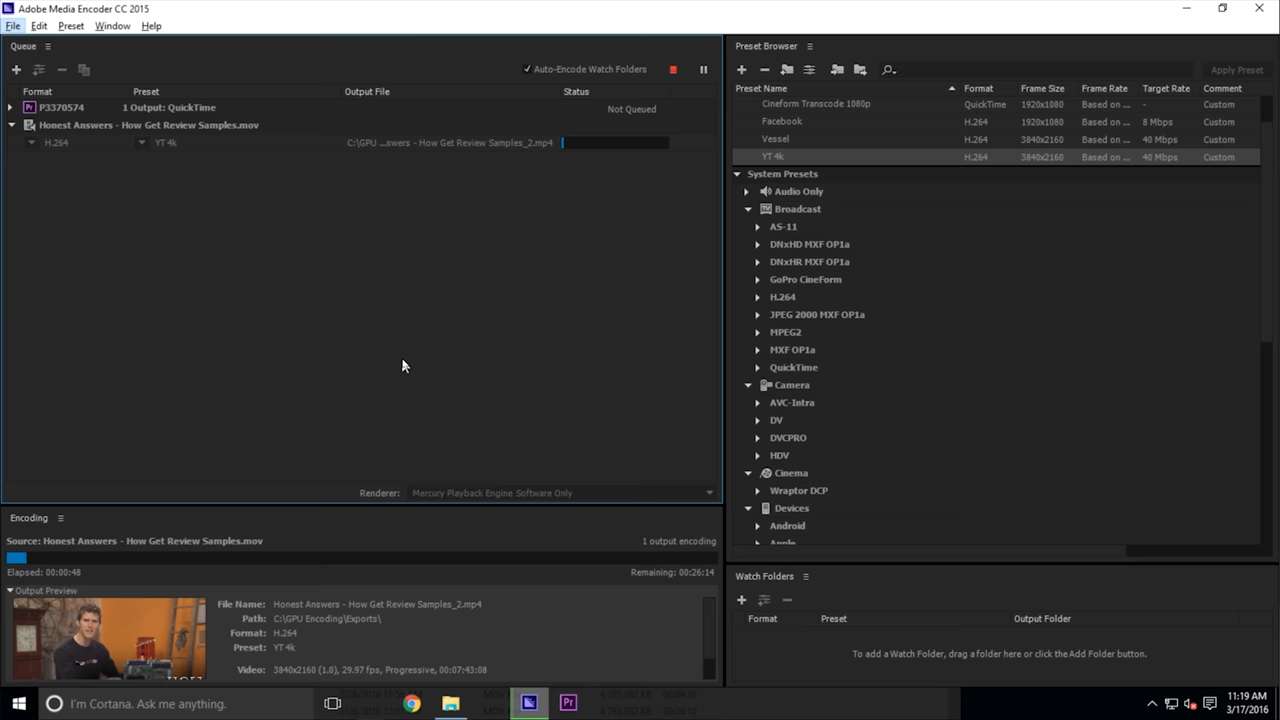 Adobe Media Encoder CC 2015
File Edit Preset Window Help
Queue
Auto-Encode Watch Folders
Format Preset Output File Status
Pr P3370574 1 Output: QuickTime Not Queued
Honest Answers - How Get Review Samples.mov
H.264 YT 4k C:\GPU ...swers - How Get Review Samples_2.mp4
Renderer: Mercury Playback Engine Software Only
Encoding
Source: Honest Answers - How Get Review Samples.mov 1 output encoding
Elapsed: 00:00:48 Remaining: 00:26:14
Output Preview
File Name: Honest Answers - How Get Review Samples_2.mp4
Path: C:\GPU Encoding\Exports\
Format: H.264
Preset: YT 4k
Video: 3840x2160 (1.0), 29.97 fps, Progressive, 00:07:43:08
Preset Browser
Apply Preset
Preset Name Format Frame Size Frame Rate Target Rate Comment
Cineform Transcode 1080p QuickTime 1920x1080 Based on ... - Custom
Facebook H.264 1920x1080 Based on ... 8 Mbps Custom
Vessel H.264 3840x2160 Based on ... 40 Mbps Custom
YT 4k H.264 3840x2160 Based on ... 40 Mbps Custom
System Presets
Audio Only
Broadcast
AS-11
DNxHD MXF OP1a
DNxHR MXF OP1a
GoPro CineForm
H.264
JPEG 2000 MXF OP1a
MPEG2
MXF OP1a
QuickTime
Camera
AVC-Intra
DV
DVCPRO
HDV
Cinema
Wraptor DCP
Devices
Android
Apple
Watch Folders
Format Preset Output Folder
To add a Watch Folder, drag a folder here or click the Add Folder button.
I'm Cortana. Ask me anything.
Pr
11:19 AM
3/17/2016